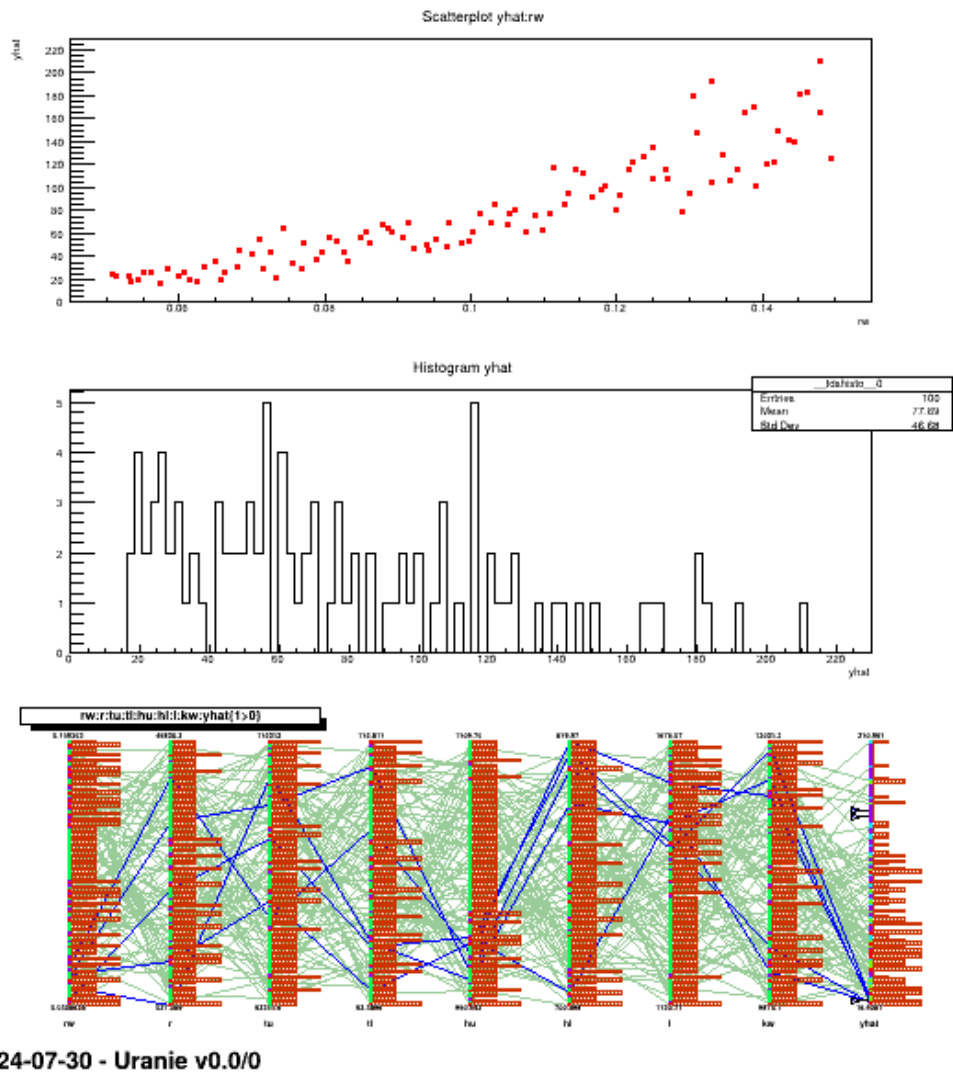 Scatterplot yhat:rw
yhat
220
200
180
160
140
120
100
80
60
40
20
0
0.06 0.08 0.1 0.12 0.14
rw
Histogram yhat
Entries 100
Mean 77.89
Std Dev 46.68
5
4
3
2
1
0
0 20 40 60 80 100 120 140 160 180 200 220
yhat
rw:r:tu:tl:hu:hl:l:kw:yhat{1>0}
rw r tu tl hu hl l kw yhat
24-07-30 - Uranie v0.0/0